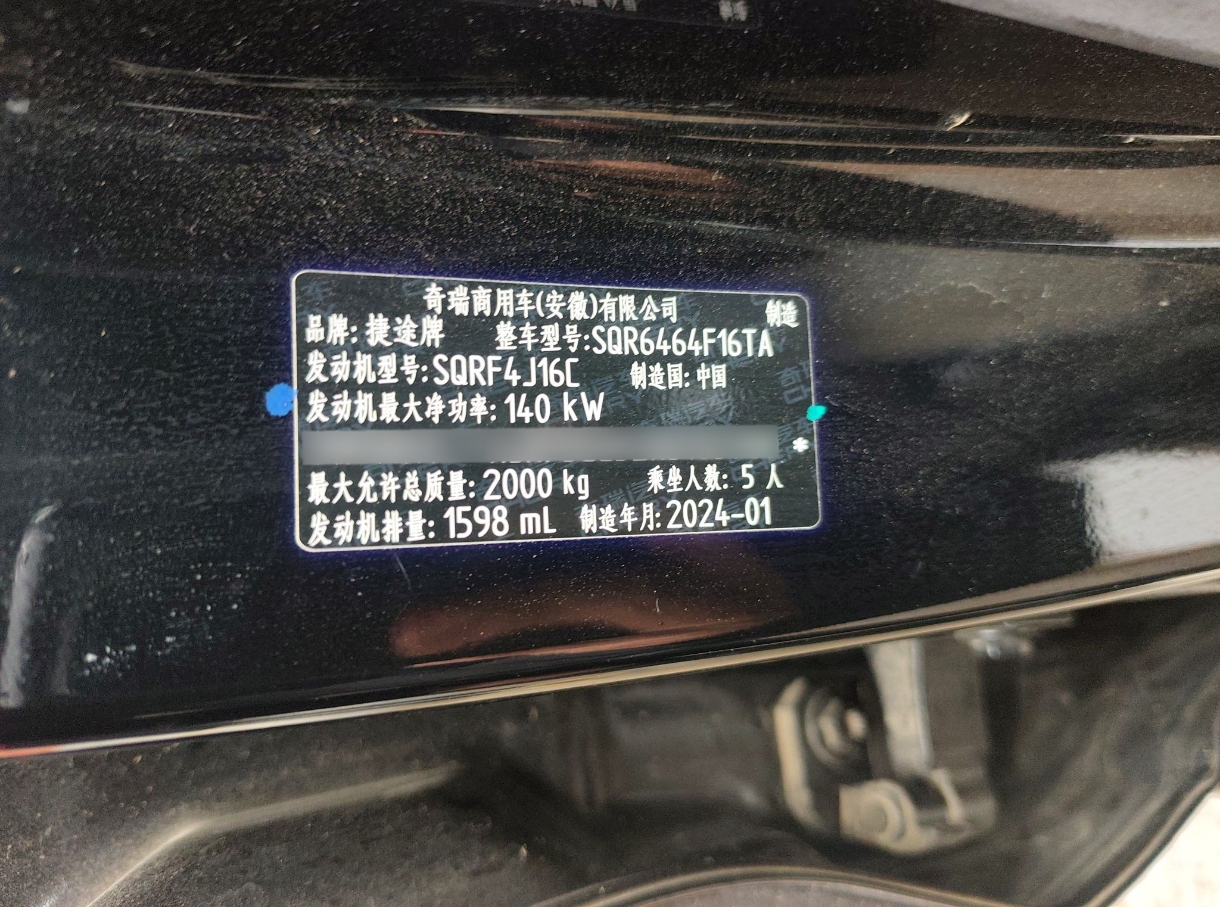 奇瑞商用车(安徽)有限公司 制造
品牌: 捷途牌 整车型号:SQR6464F16TA
发动机型号:SQRF4J16C 制造国: 中国
发动机最大净功率: 140 kW
*
最大允许总质量: 2000 kg 乘坐人数: 5 人
发动机排量: 1598 mL 制造年月: 2024-01